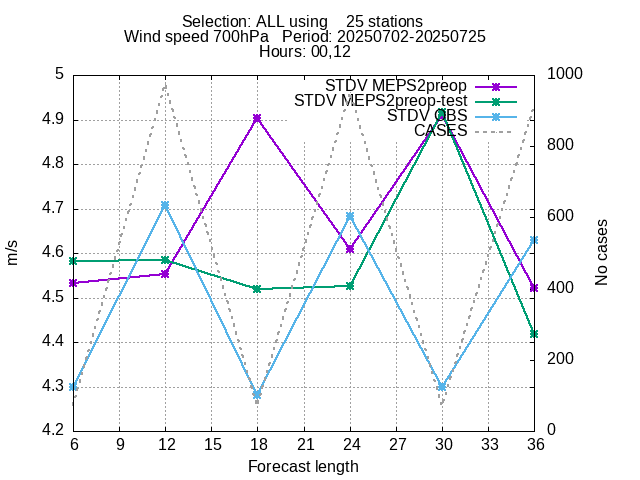 Selection: ALL using    25 stations
Wind speed 700hPa   Period: 20250702-20250725
Hours: 00,12
STDV MEPS2preop
STDV MEPS2preop-test
STDV OBS
CASES
5
4.9
4.8
4.7
4.6
4.5
4.4
4.3
4.2
m/s
1000
800
600
400
200
0
No cases
6 9 12 15 18 21 24 27 30 33 36
Forecast length